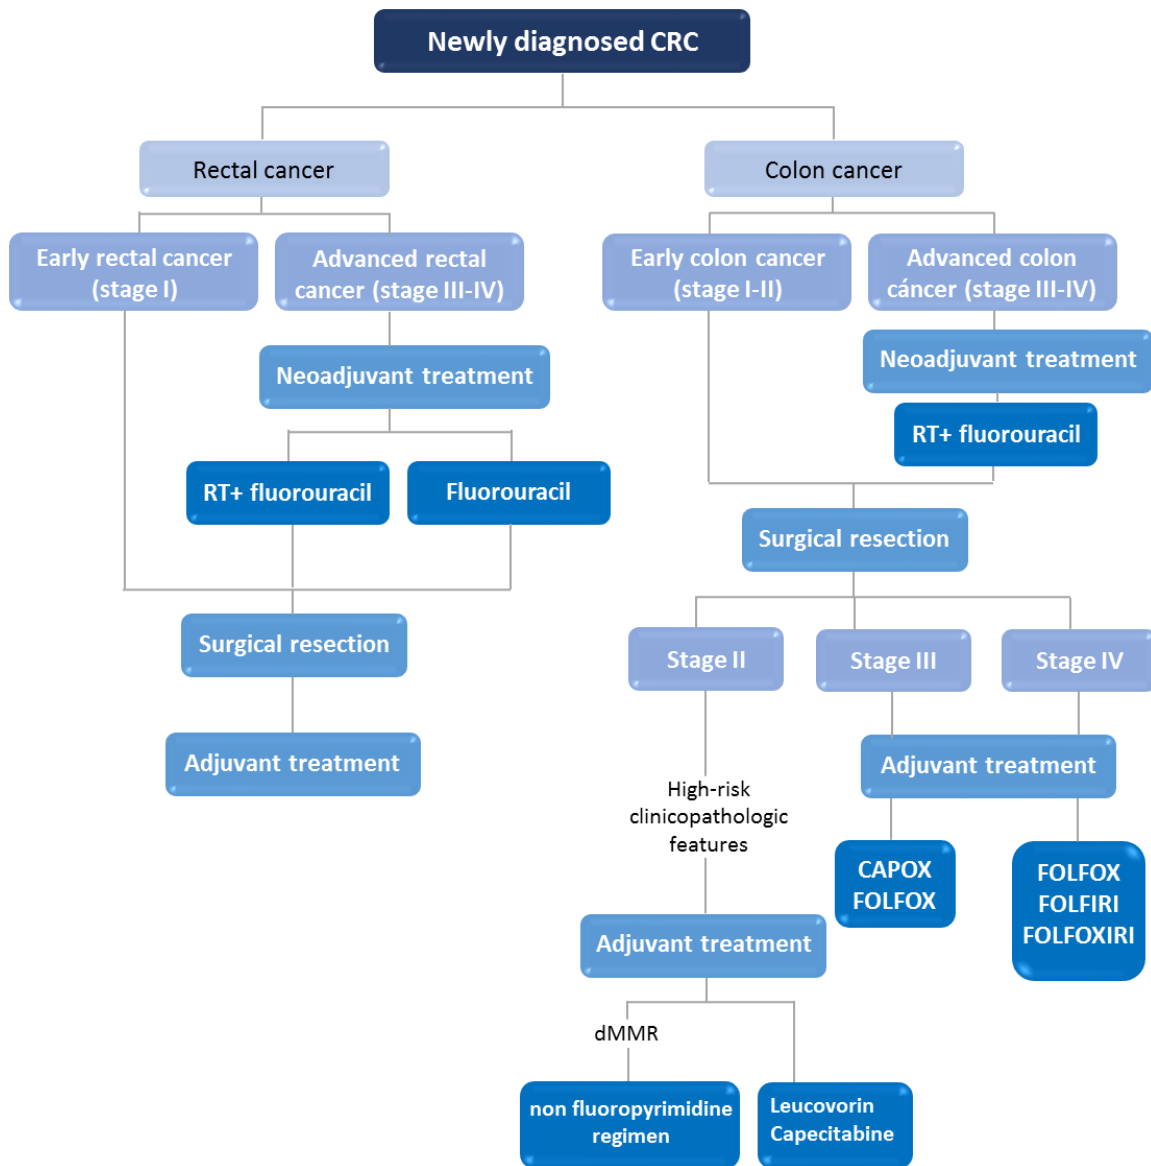 Newly diagnosed CRC
Rectal cancer
Colon cancer
Early rectal cancer
(stage I)
Advanced rectal
cancer (stage III-IV)
Early colon cancer
(stage I-II)
Advanced colon
cáncer (stage III-IV)
Neoadjuvant treatment
Neoadjuvant treatment
RT+ fluorouracil
RT+ fluorouracil
Fluorouracil
Surgical resection
Surgical resection
Adjuvant treatment
Stage II
Stage III
Stage IV
Adjuvant treatment
High-risk
clinicopathologic
features
CAPOX
FOLFOX
FOLFOX
FOLFIRI
FOLFOXIRI
Adjuvant treatment
dMMR
non fluoropyrimidine
regimen
Leucovorin
Capecitabine